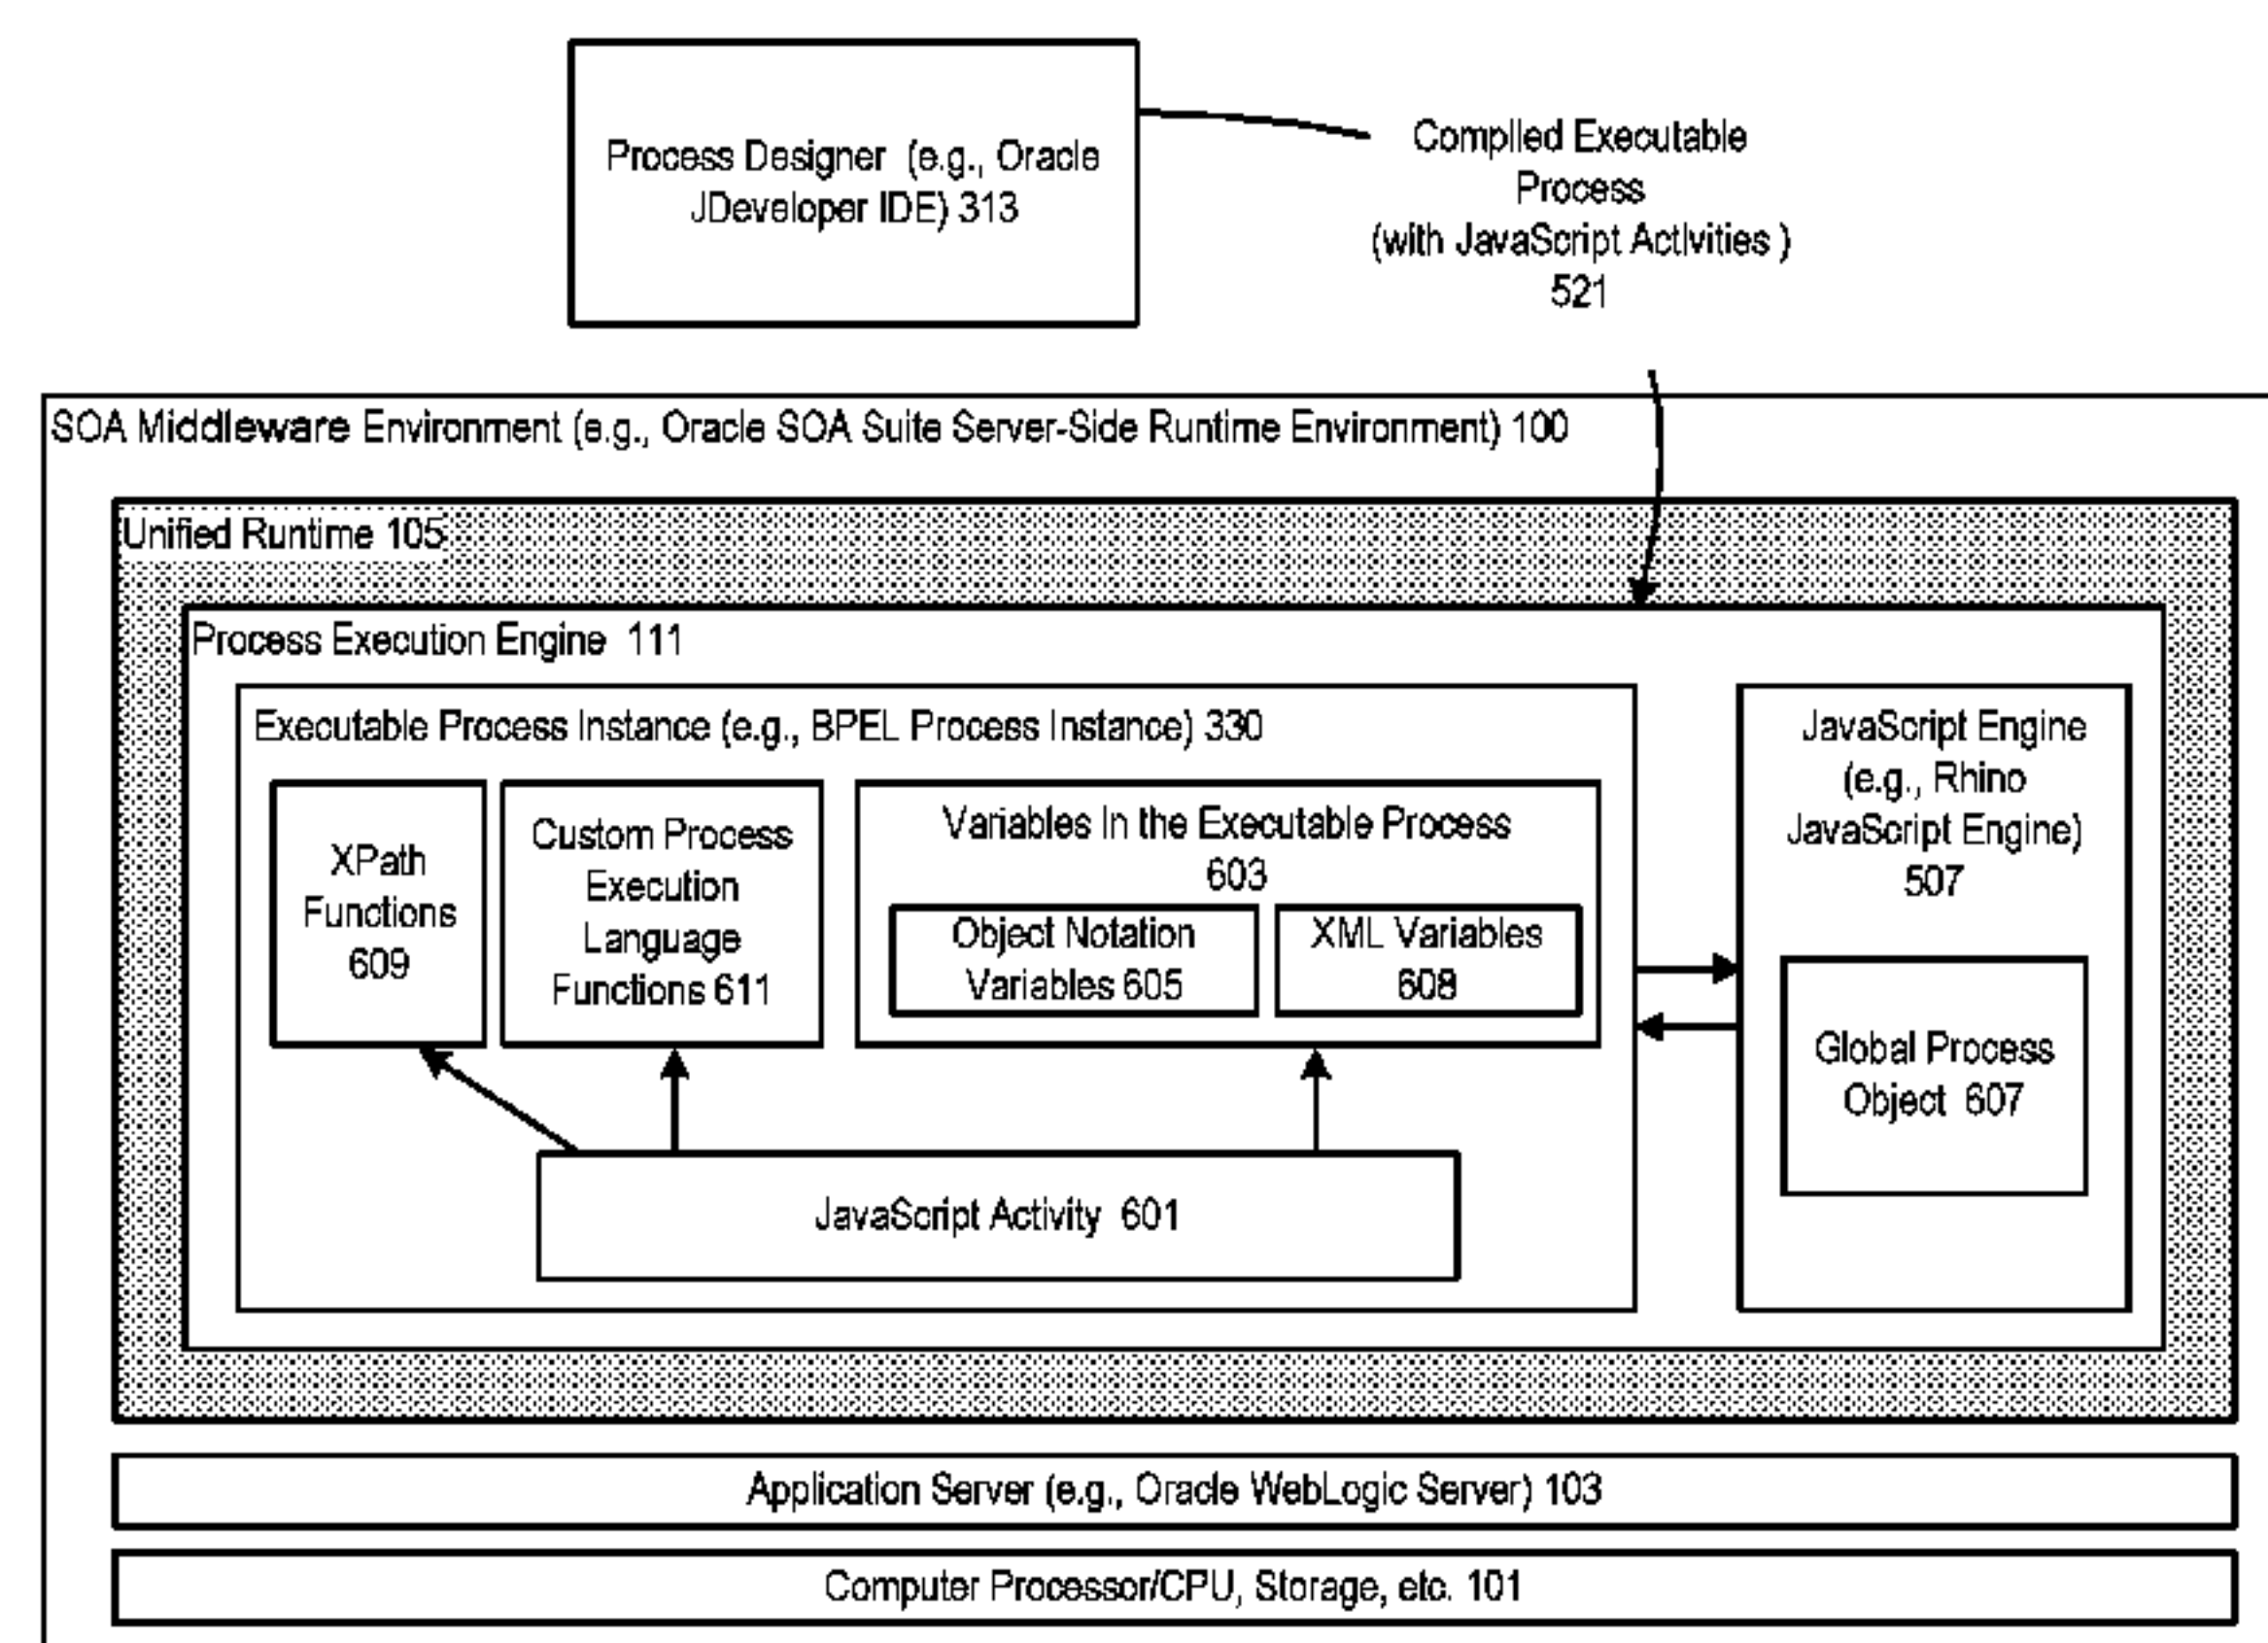 Process Designer (e.g., Oracle
JDeveloper IDE) 313
Compiled Executable
Process
(with JavaScript Activities )
521
SOA Middleware Environment (e.g., Oracle SOA Suite Server-Side Runtime Environment) 100
Unified Runtime 105
Process Execution Engine 111
Executable Process Instance (e.g., BPEL Process Instance) 330
XPath
Functions
609
Custom Process
Execution
Language
Functions 611
Variables In the Executable Process
603
Object Notation
Variables 605
XML Variables
608
JavaScript Activity 601
JavaScript Engine
(e.g., Rhino
JavaScript Engine)
507
Global Process
Object 607
Application Server (e.g., Oracle WebLogic Server) 103
Computer Processor/CPU, Storage, etc. 101